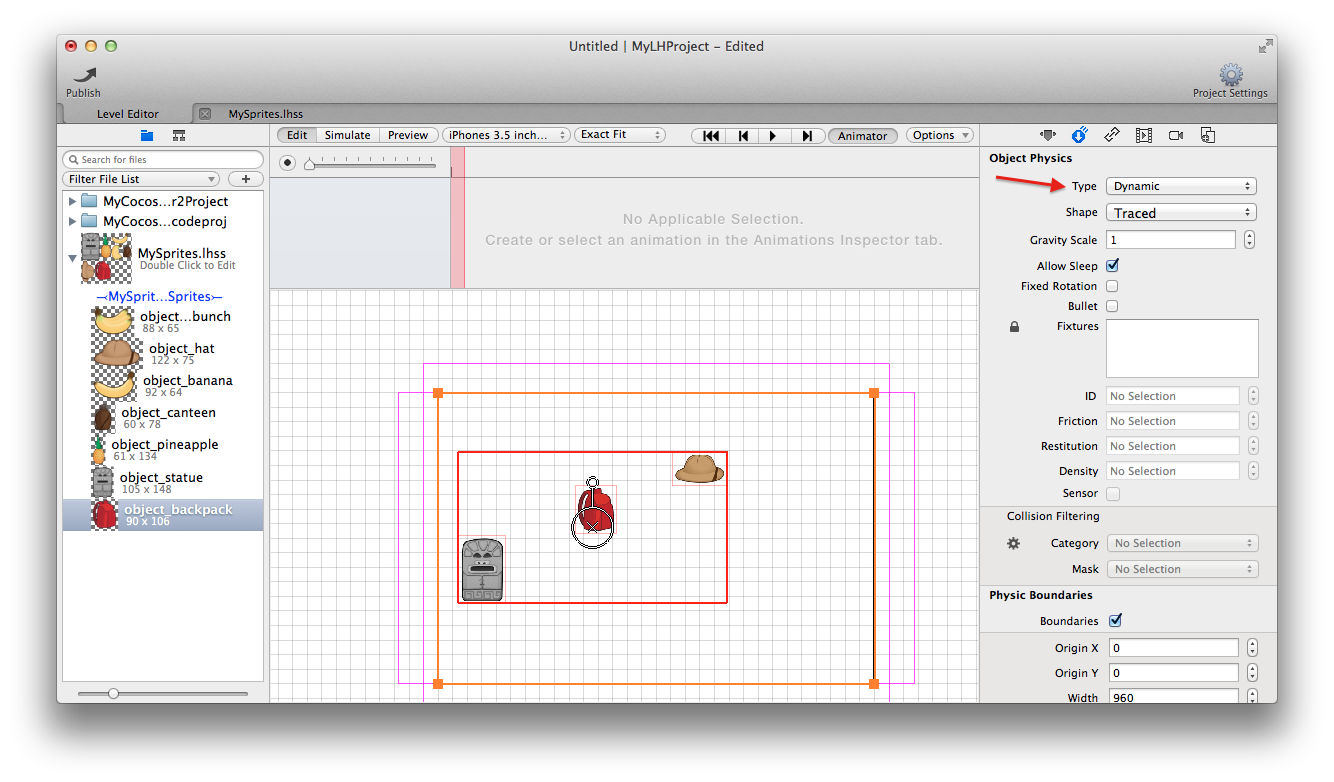 Untitled | MyLHProject – Edited
Publish
Project Settings
Level Editor
MySprites.lhss
Edit Simulate Preview iPhones 3.5 inch... Exact Fit Animator Options
Search for files
Filter File List
MyCocos...r2Project
MyCocos...codeproj
MySprites.lhss
Double Click to Edit
—‹MySprit...Sprites›—
object...bunch
88 x 65
object_hat
122 x 75
object_banana
92 x 64
object_canteen
60 x 78
object_pineapple
61 x 134
object_statue
105 x 148
object_backpack
90 x 106
No Applicable Selection.
Create or select an animation in the Animations Inspector tab.
Object Physics
Type Dynamic
Shape Traced
Gravity Scale 1
Allow Sleep
Fixed Rotation
Bullet
Fixtures
ID No Selection
Friction No Selection
Restitution No Selection
Density No Selection
Sensor
Collision Filtering
Category No Selection
Mask No Selection
Physic Boundaries
Boundaries
Origin X 0
Origin Y 0
Width 960